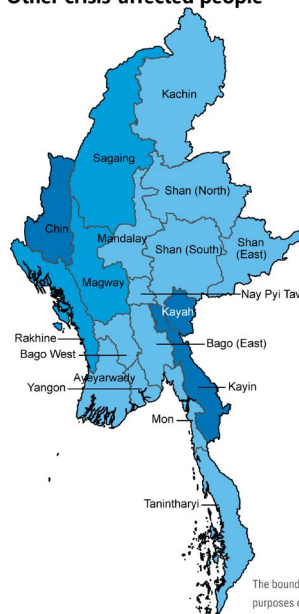 Other crisis-affected people
Kachin
Sagaing
Shan (North)
Chin
Mandalay
Shan (South)
Shan
(East)
Magway
Nay Pyi Taw
Kayah
Rakhine
Bago West
Bago (East)
Ayeyarwady
Yangon
Kayin
Mon
Tanintharyi
The bound
purposes o